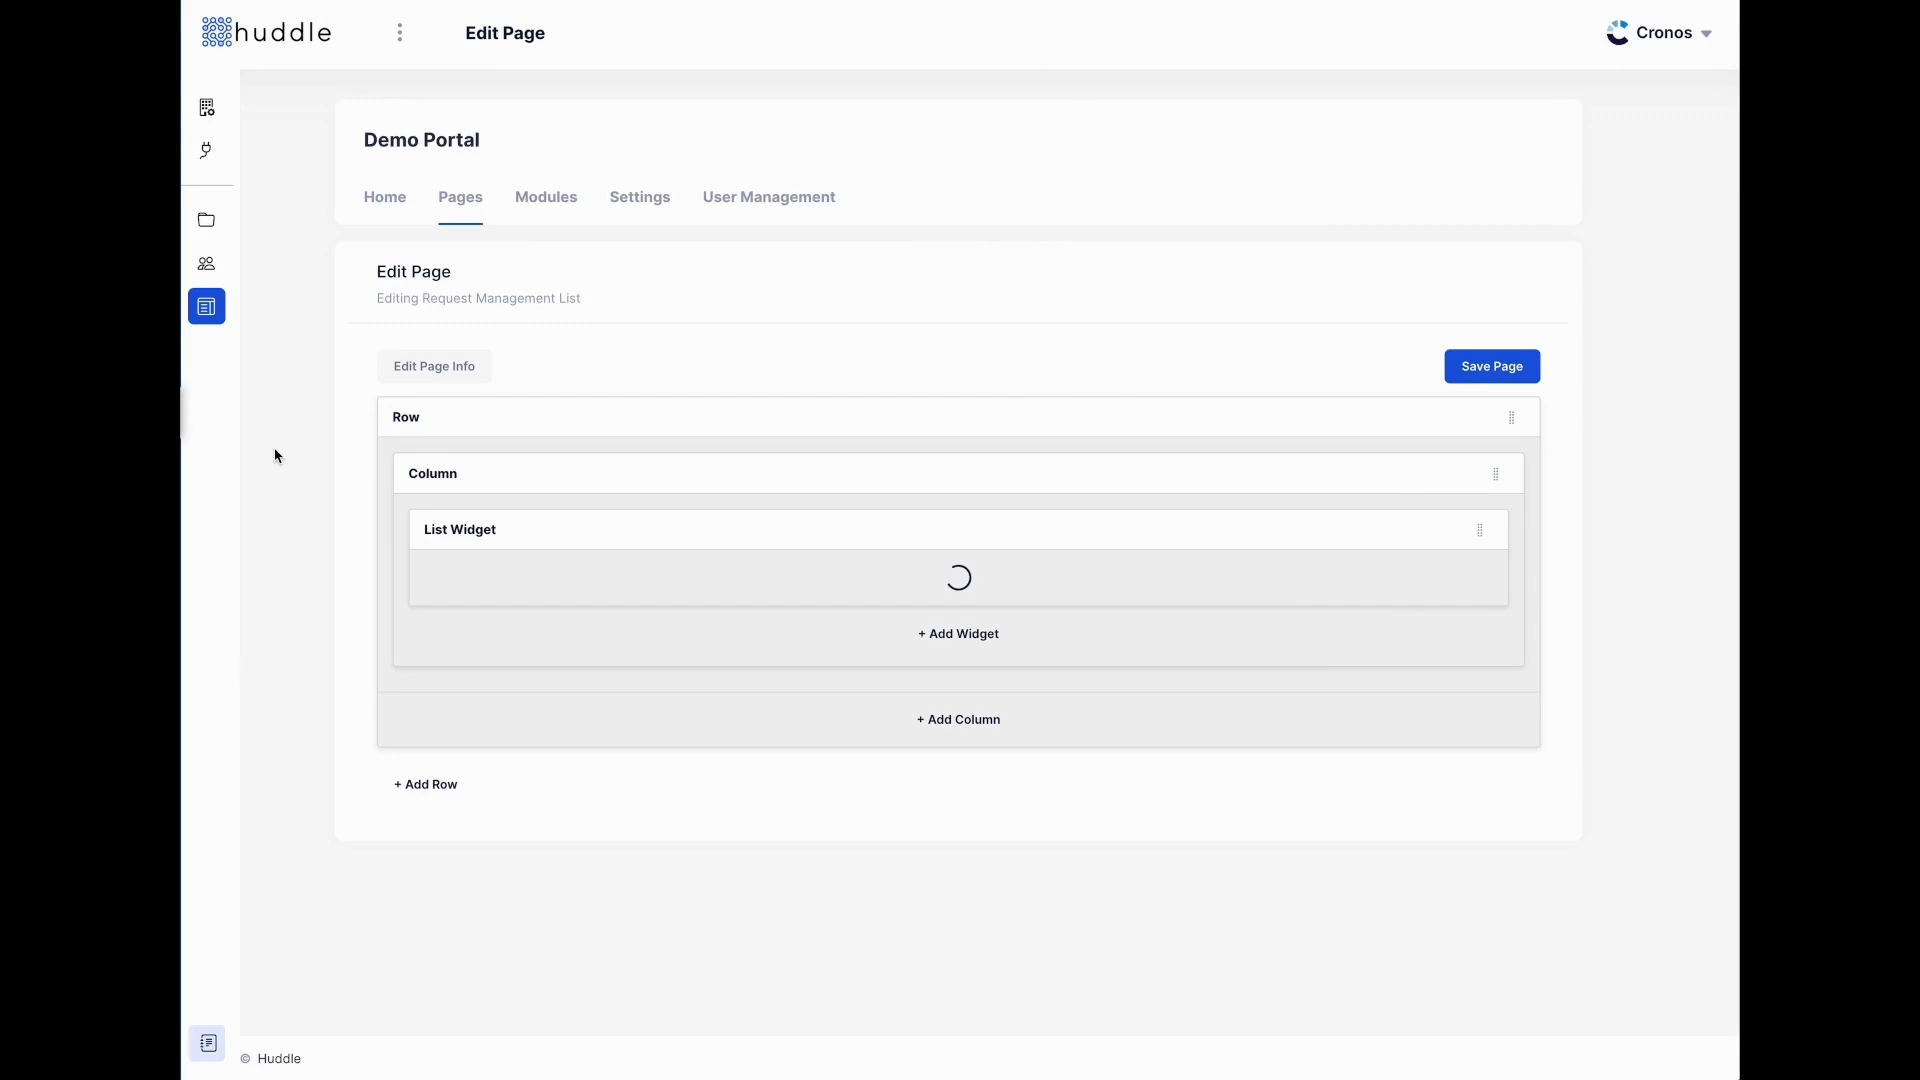 huddle
Edit Page
Cronos
Demo Portal
Home Pages Modules Settings User Management
Edit Page
Editing Request Management List
Edit Page Info
Save Page
Row
Column
List Widget
+ Add Widget
+ Add Column
+ Add Row
© Huddle